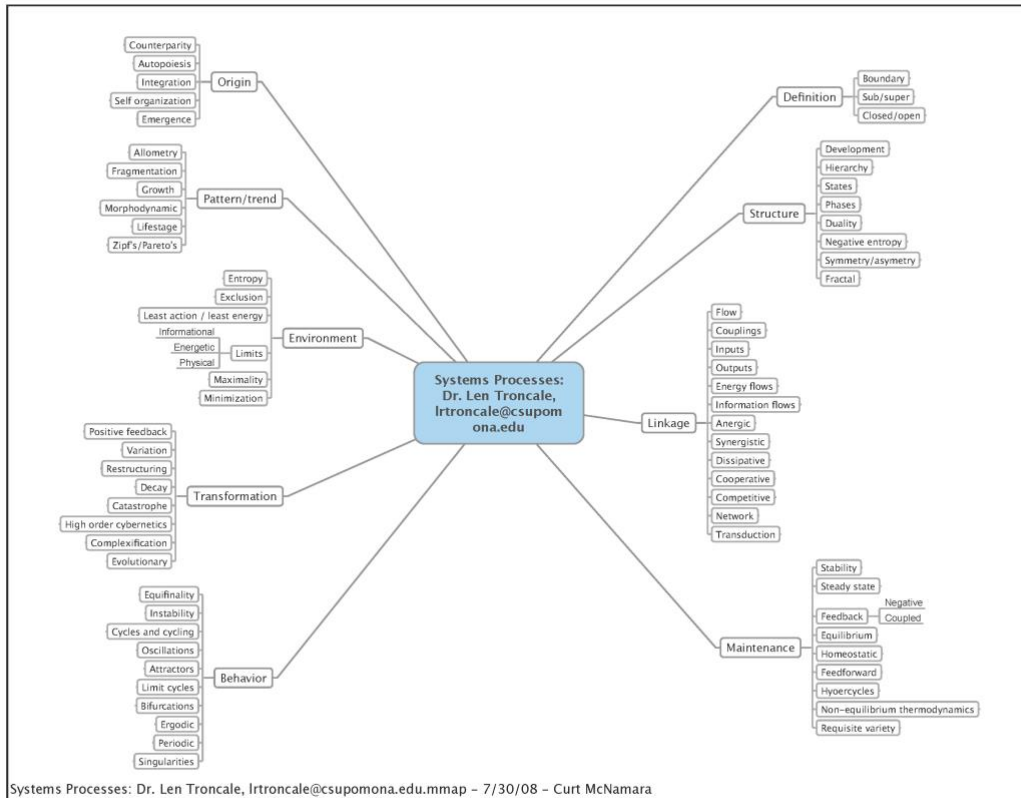 Counterparity
Autopoiesis
Integration
Self organization
Emergence
Origin
Allometry
Fragmentation
Growth
Morphodynamic
Lifestage
Zipf's/Pareto's
Pattern/trend
Entropy
Exclusion
Least action / least energy
Informational
Energetic
Physical
Limits
Maximality
Minimization
Environment
Positive feedback
Variation
Restructuring
Decay
Catastrophe
High order cybernetics
Complexification
Evolutionary
Transformation
Equifinality
Instability
Cycles and cycling
Oscillations
Attractors
Limit cycles
Bifurcations
Ergodic
Periodic
Singularities
Behavior
Systems Processes:
Dr. Len Troncale,
lrtroncale@csupom
ona.edu
Definition
Boundary
Sub/super
Closed/open
Structure
Development
Hierarchy
States
Phases
Duality
Negative entropy
Symmetry/asymetry
Fractal
Linkage
Flow
Couplings
Inputs
Outputs
Energy flows
Information flows
Anergic
Synergistic
Dissipative
Cooperative
Competitive
Network
Transduction
Maintenance
Stability
Steady state
Feedback
Negative
Coupled
Equilibrium
Homeostatic
Feedforward
Hyoercycles
Non-equilibrium thermodynamics
Requisite variety
Systems Processes: Dr. Len Troncale, lrtroncale@csupomona.edu.mmap - 7/30/08 - Curt McNamara